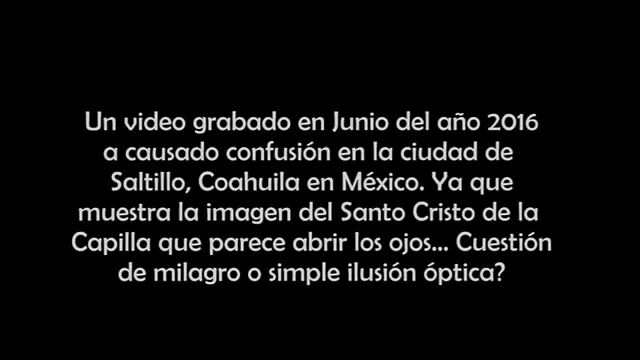 Un video grabado en Junio del año 2016
a causado confusión en la ciudad de
Saltillo, Coahuila en México. Ya que
muestra la imagen del Santo Cristo de la
Capilla que parece abrir los ojos... Cuestión
de milagro o simple ilusión óptica?